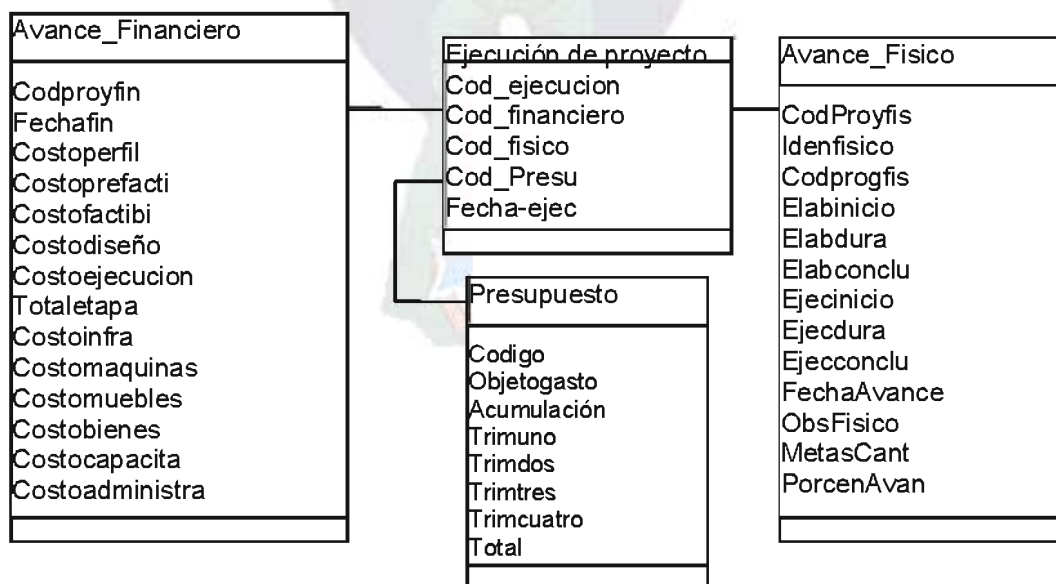 Avance_Financiero
Codproyfin
Fechafin
Costoperfil
Costoprefacti
Costofactibi
Costodiseño
Costoejecucion
Totaletapa
Costoinfra
Costomaquinas
Costomuebles
Costobienes
Costocapacita
Costoadministra
Ejecución de proyecto
Cod_ejecucion
Cod_financiero
Cod_fisico
Cod_Presu
Fecha-ejec
Presupuesto
Codigo
Objetogasto
Acumulación
Trimuno
Trimdos
Trimtres
Trimcuatro
Total
Avance_Fisico
CodProyfis
Idenfisico
Codprogfis
Elabinicio
Elabdura
Elabconclu
Ejecinicio
Ejecdura
Ejecconclu
FechaAvance
ObsFisico
MetasCant
PorcenAvan